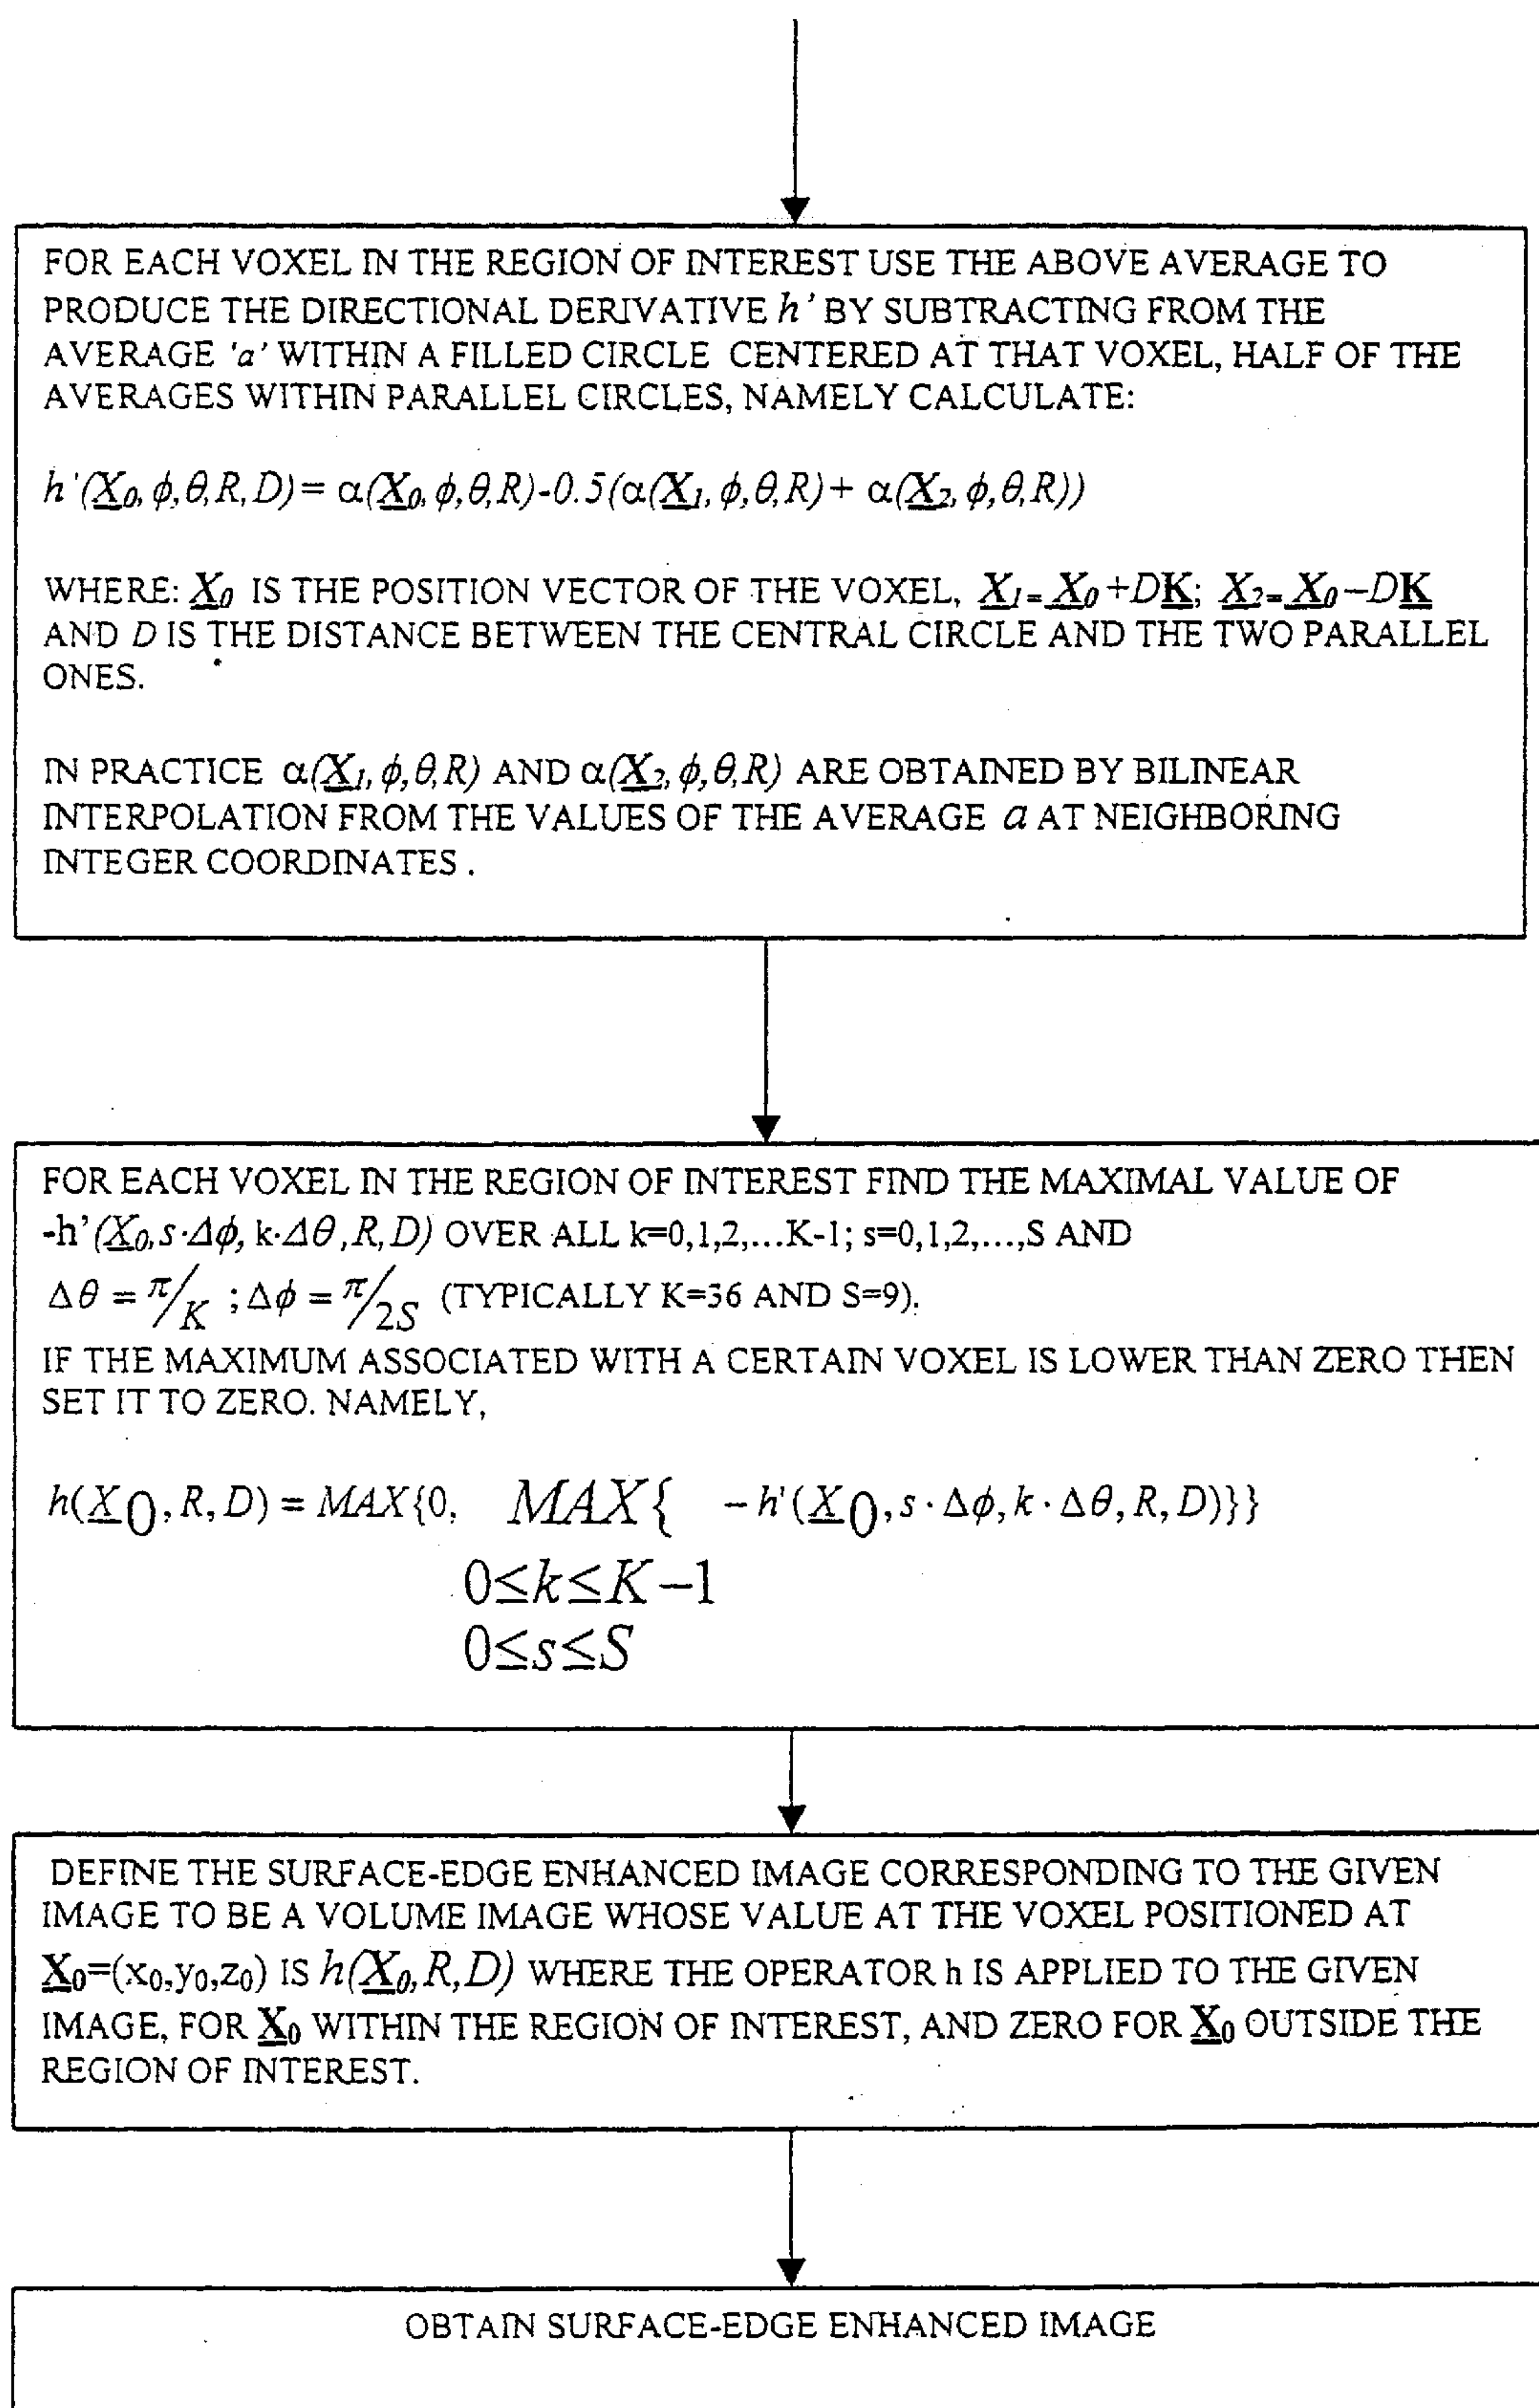 FOR EACH VOXEL IN THE REGION OF INTEREST USE THE ABOVE AVERAGE TO
PRODUCE THE DIRECTIONAL DERIVATIVE h' BY SUBTRACTING FROM THE
AVERAGE 'a' WITHIN A FILLED CIRCLE CENTERED AT THAT VOXEL, HALF OF THE
AVERAGES WITHIN PARALLEL CIRCLES, NAMELY CALCULATE:
h'(X₀, ϕ,θ,R,D)= α(X₀, ϕ,θ,R)-0.5(α(X₁, ϕ,θ,R)+ α(X₂, ϕ,θ,R))
WHERE: X₀ IS THE POSITION VECTOR OF THE VOXEL, X₁=X₀+DK; X₂=X₀−DK
AND D IS THE DISTANCE BETWEEN THE CENTRAL CIRCLE AND THE TWO PARALLEL
ONES.
IN PRACTICE α(X₁, ϕ,θ,R) AND α(X₂, ϕ,θ,R) ARE OBTAINED BY BILINEAR
INTERPOLATION FROM THE VALUES OF THE AVERAGE a AT NEIGHBORING
INTEGER COORDINATES .
FOR EACH VOXEL IN THE REGION OF INTEREST FIND THE MAXIMAL VALUE OF
-h'(X₀,s·Δϕ, k·Δθ,R,D) OVER ALL k=0,1,2,...K-1; s=0,1,2,...,S AND
Δθ = π/K ; Δϕ = π/2S (TYPICALLY K=36 AND S=9).
IF THE MAXIMUM ASSOCIATED WITH A CERTAIN VOXEL IS LOWER THAN ZERO THEN
SET IT TO ZERO. NAMELY,
h(X0, R, D) = MAX{0, MAX{ −h'(X0, s·Δϕ, k·Δθ, R, D)}}
0≤k≤K−1
0≤s≤S
DEFINE THE SURFACE-EDGE ENHANCED IMAGE CORRESPONDING TO THE GIVEN
IMAGE TO BE A VOLUME IMAGE WHOSE VALUE AT THE VOXEL POSITIONED AT
X₀=(x₀,y₀,z₀) IS h(X₀,R,D) WHERE THE OPERATOR h IS APPLIED TO THE GIVEN
IMAGE, FOR X₀ WITHIN THE REGION OF INTEREST, AND ZERO FOR X₀ OUTSIDE THE
REGION OF INTEREST.
OBTAIN SURFACE-EDGE ENHANCED IMAGE